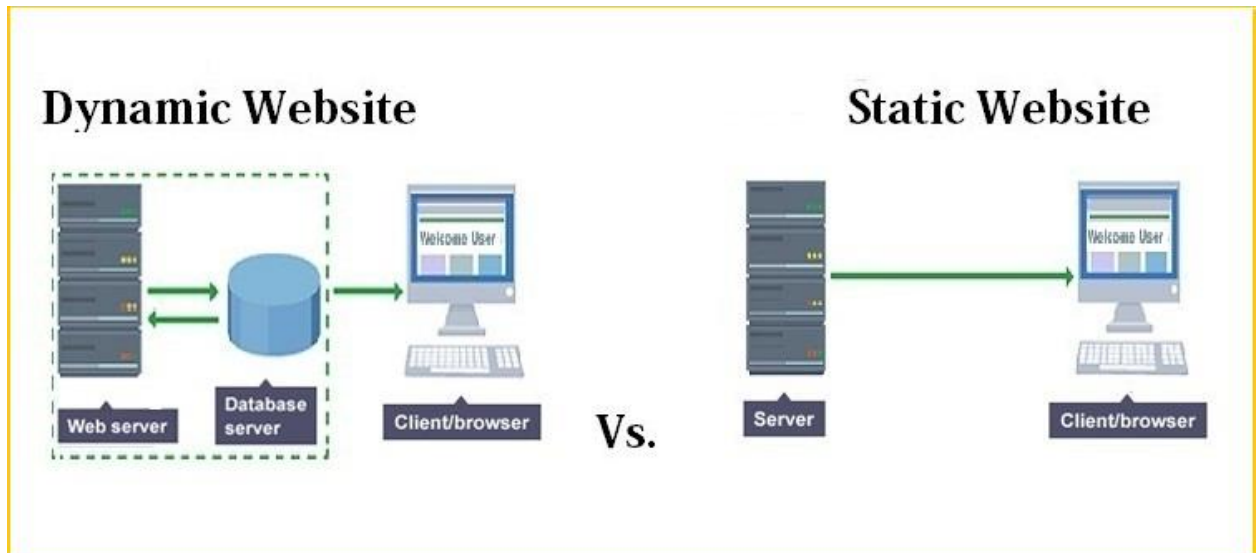 Dynamic Website
Static Website
Welcome User
Welcome User
Web server
Database
server
Client/browser
Vs.
Server
Client/browser